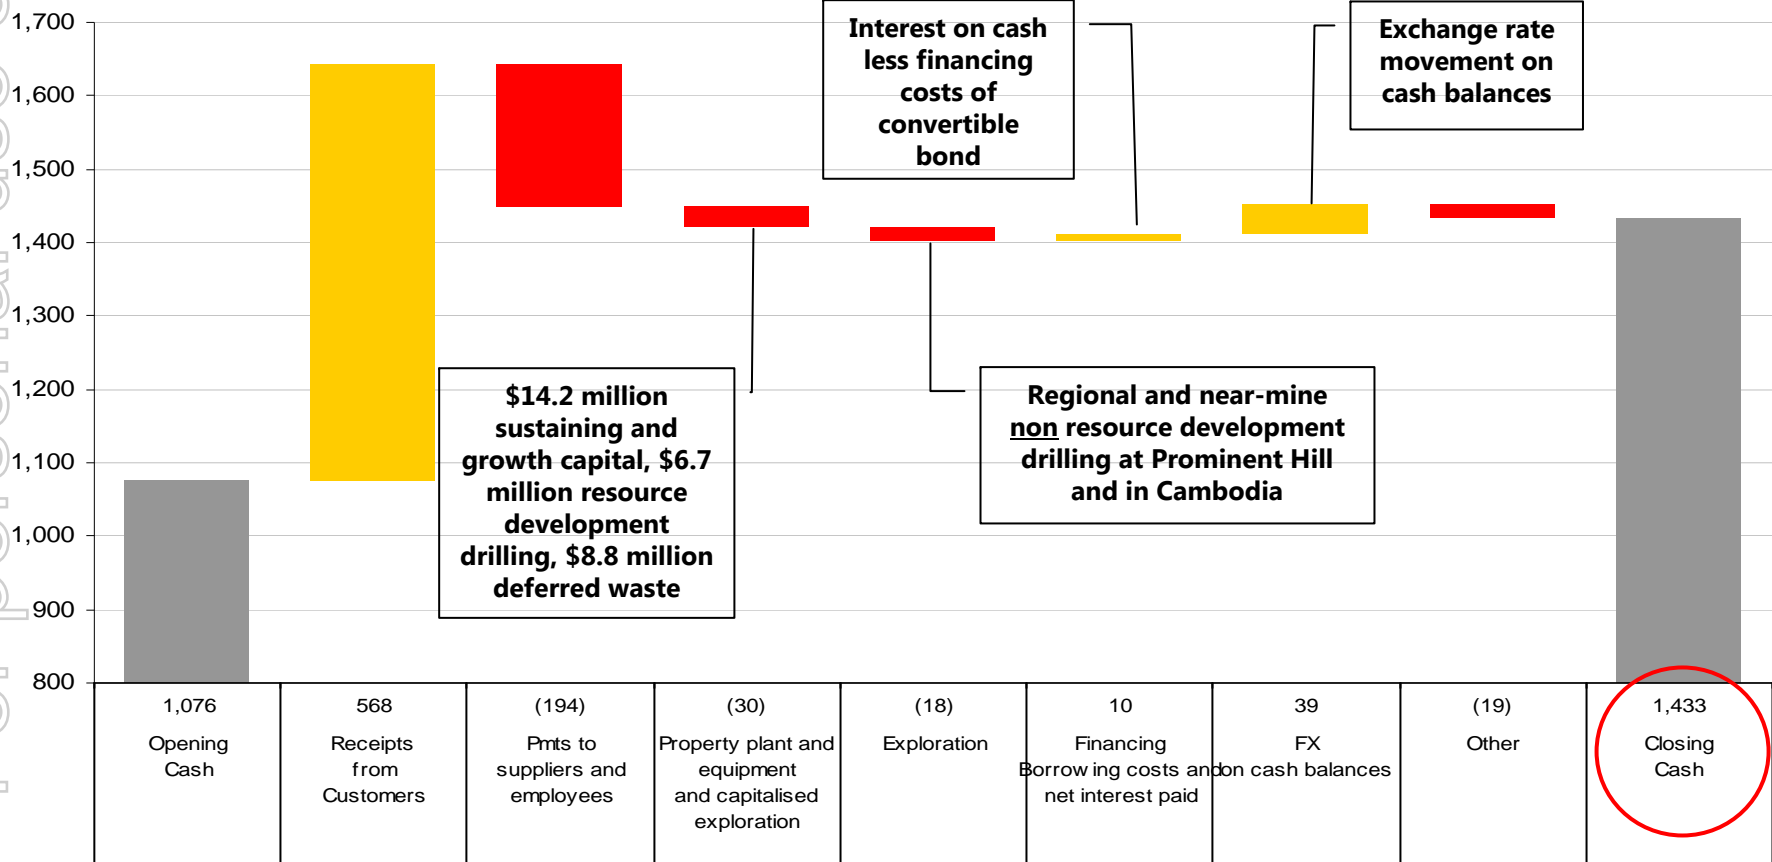 1,700
1,600
1,500
1,400
1,300
1,200
1,100
1,000
900
800
Interest on cash
less financing
costs of
convertible
bond
Exchange rate
movement on
cash balances
$14.2 million
sustaining and
growth capital, $6.7
million resource
development
drilling, $8.8 million
deferred waste
Regional and near-mine
non resource development
drilling at Prominent Hill
and in Cambodia
1,076
Opening
Cash
568
Receipts
from
Customers
(194)
Pmts to
suppliers and
employees
(30)
Property plant and
equipment
and capitalised
exploration
(18)
Exploration
10
Financing
Borrowing costs and
net interest paid
39
FX
on cash balances
(19)
Other
1,433
Closing
Cash